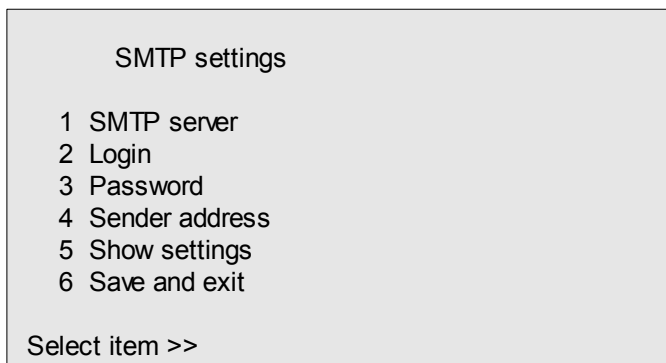 SMTP settings
1 SMTP server
2 Login
3 Password
4 Sender address
5 Show settings
6 Save and exit
Select item >>